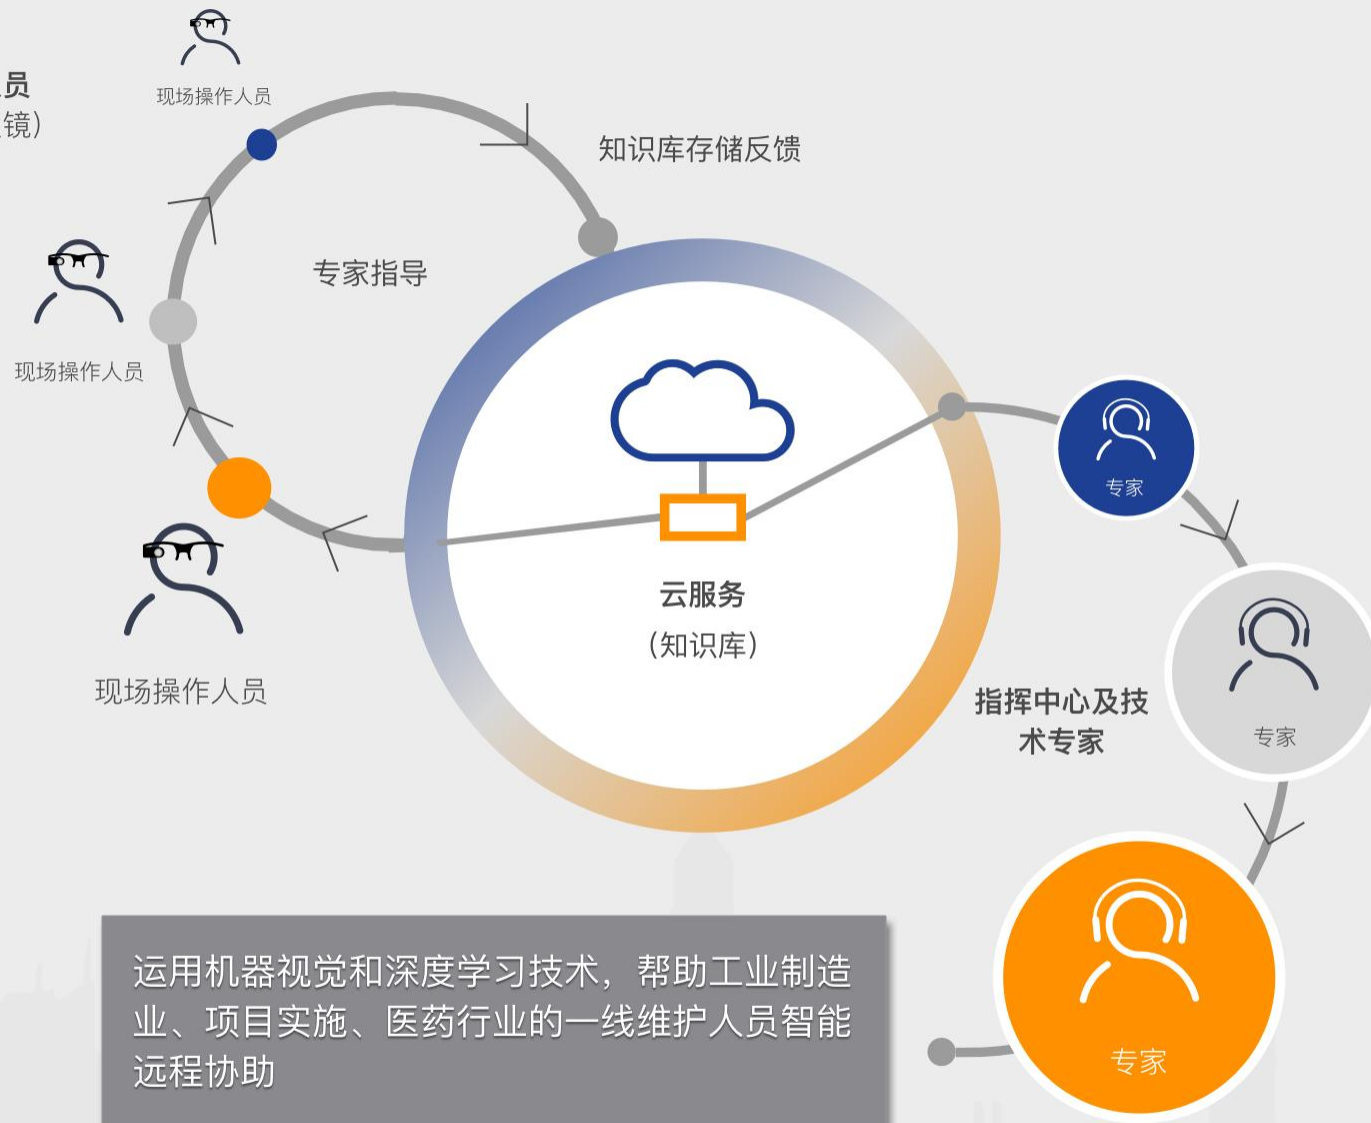 员
镜）
现场操作人员
知识库存储反馈
专家指导
现场操作人员
专家
云服务
（知识库）
现场操作人员
指挥中心及技
术专家
专家
运用机器视觉和深度学习技术，帮助工业制造
业、项目实施、医药行业的一线维护人员智能
远程协助
专家